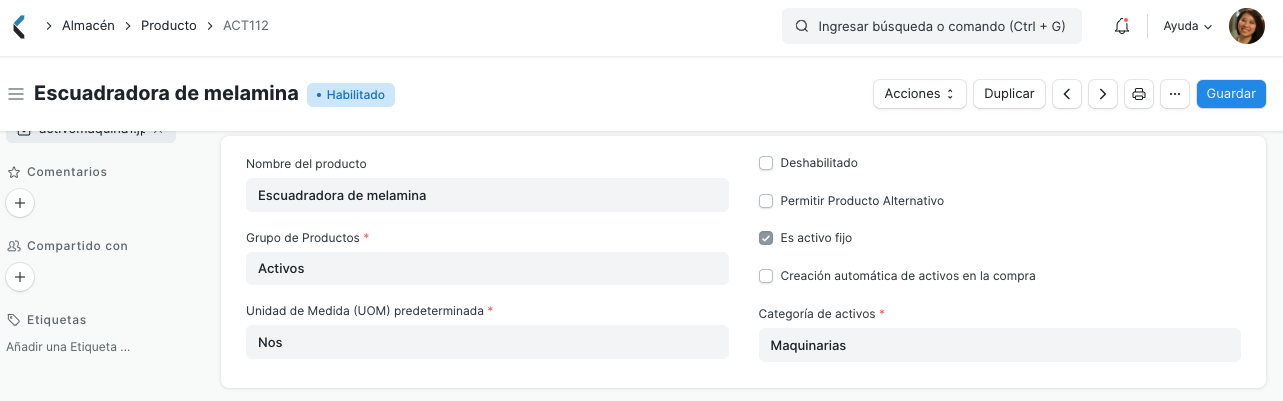 Almacén > Producto > ACT112
Ingresar búsqueda o comando (Ctrl + G)
Ayuda
Escuadradora de melamina
• Habilitado
Acciones
Duplicar
Guardar
Comentarios
Compartido con
Etiquetas
Añadir una Etiqueta ...
Nombre del producto
Escuadradora de melamina
Grupo de Productos *
Activos
Unidad de Medida (UOM) predeterminada *
Nos
Deshabilitado
Permitir Producto Alternativo
Es activo fijo
Creación automática de activos en la compra
Categoría de activos *
Maquinarias